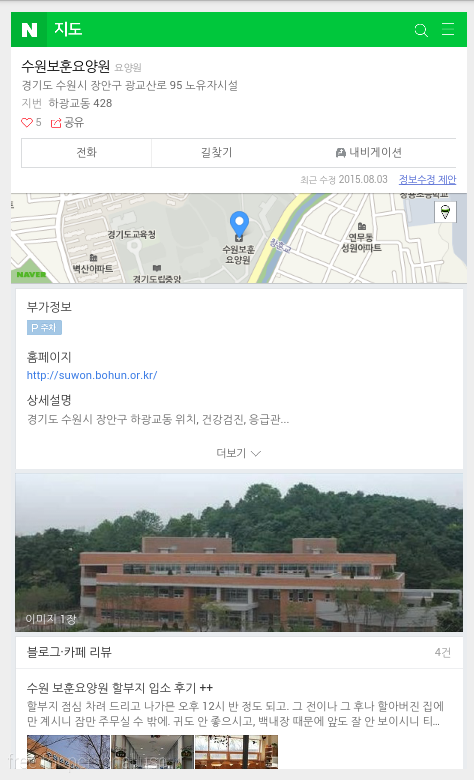 N 지도
수원보훈요양원 요양원
경기도 수원시 장안구 광교산로 95 노유자시설
지번 하광교동 428
5 공유
전화 길찾기 내비게이션
최근 수정 2015.08.03 정보수정 제안
경기도교육청
연무동
성원아파트
수원보훈
요양원
벽산아파트
경기도립중앙
NAVER
부가정보
P 주차
홈페이지
http://suwon.bohun.or.kr/
상세설명
경기도 수원시 장안구 하광교동 위치, 건강검진, 응급관...
더보기
이미지 1장
블로그·카페 리뷰 4건
수원 보훈요양원 할부지 입소 후기 ++
할부지 점심 차려 드리고 나가믄 오후 12시 반 정도 되고. 그 전이나 그 후나 할아버진 집에
만 계시니 잠만 주무실 수 밖에. 귀도 안 좋으시고, 백내장 때문에 앞도 잘 안 보이시니 티...